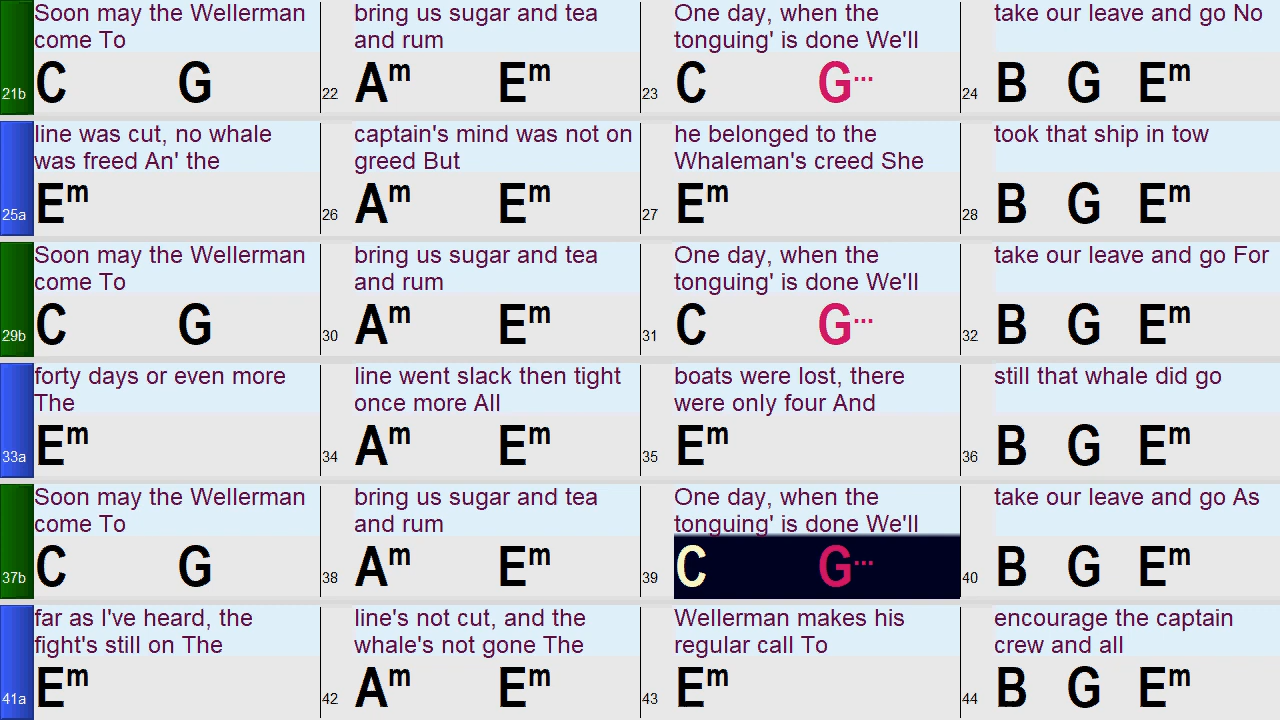 Soon may the Wellerman
come To
bring us sugar and tea
and rum
One day, when the
tonguing' is done We'll
take our leave and go No
21b C G 22 Am Em 23 C G... 24 B G Em
line was cut, no whale
was freed An' the
captain's mind was not on
greed But
he belonged to the
Whaleman's creed She
took that ship in tow
25a Em 26 Am Em 27 Em 28 B G Em
Soon may the Wellerman
come To
bring us sugar and tea
and rum
One day, when the
tonguing' is done We'll
take our leave and go For
29b C G 30 Am Em 31 C G... 32 B G Em
forty days or even more
The
line went slack then tight
once more All
boats were lost, there
were only four And
still that whale did go
33a Em 34 Am Em 35 Em 36 B G Em
Soon may the Wellerman
come To
bring us sugar and tea
and rum
One day, when the
tonguing' is done We'll
take our leave and go As
37b C G 38 Am Em 39 C G... 40 B G Em
far as I've heard, the
fight's still on The
line's not cut, and the
whale's not gone The
Wellerman makes his
regular call To
encourage the captain
crew and all
41a Em 42 Am Em 43 Em 44 B G Em